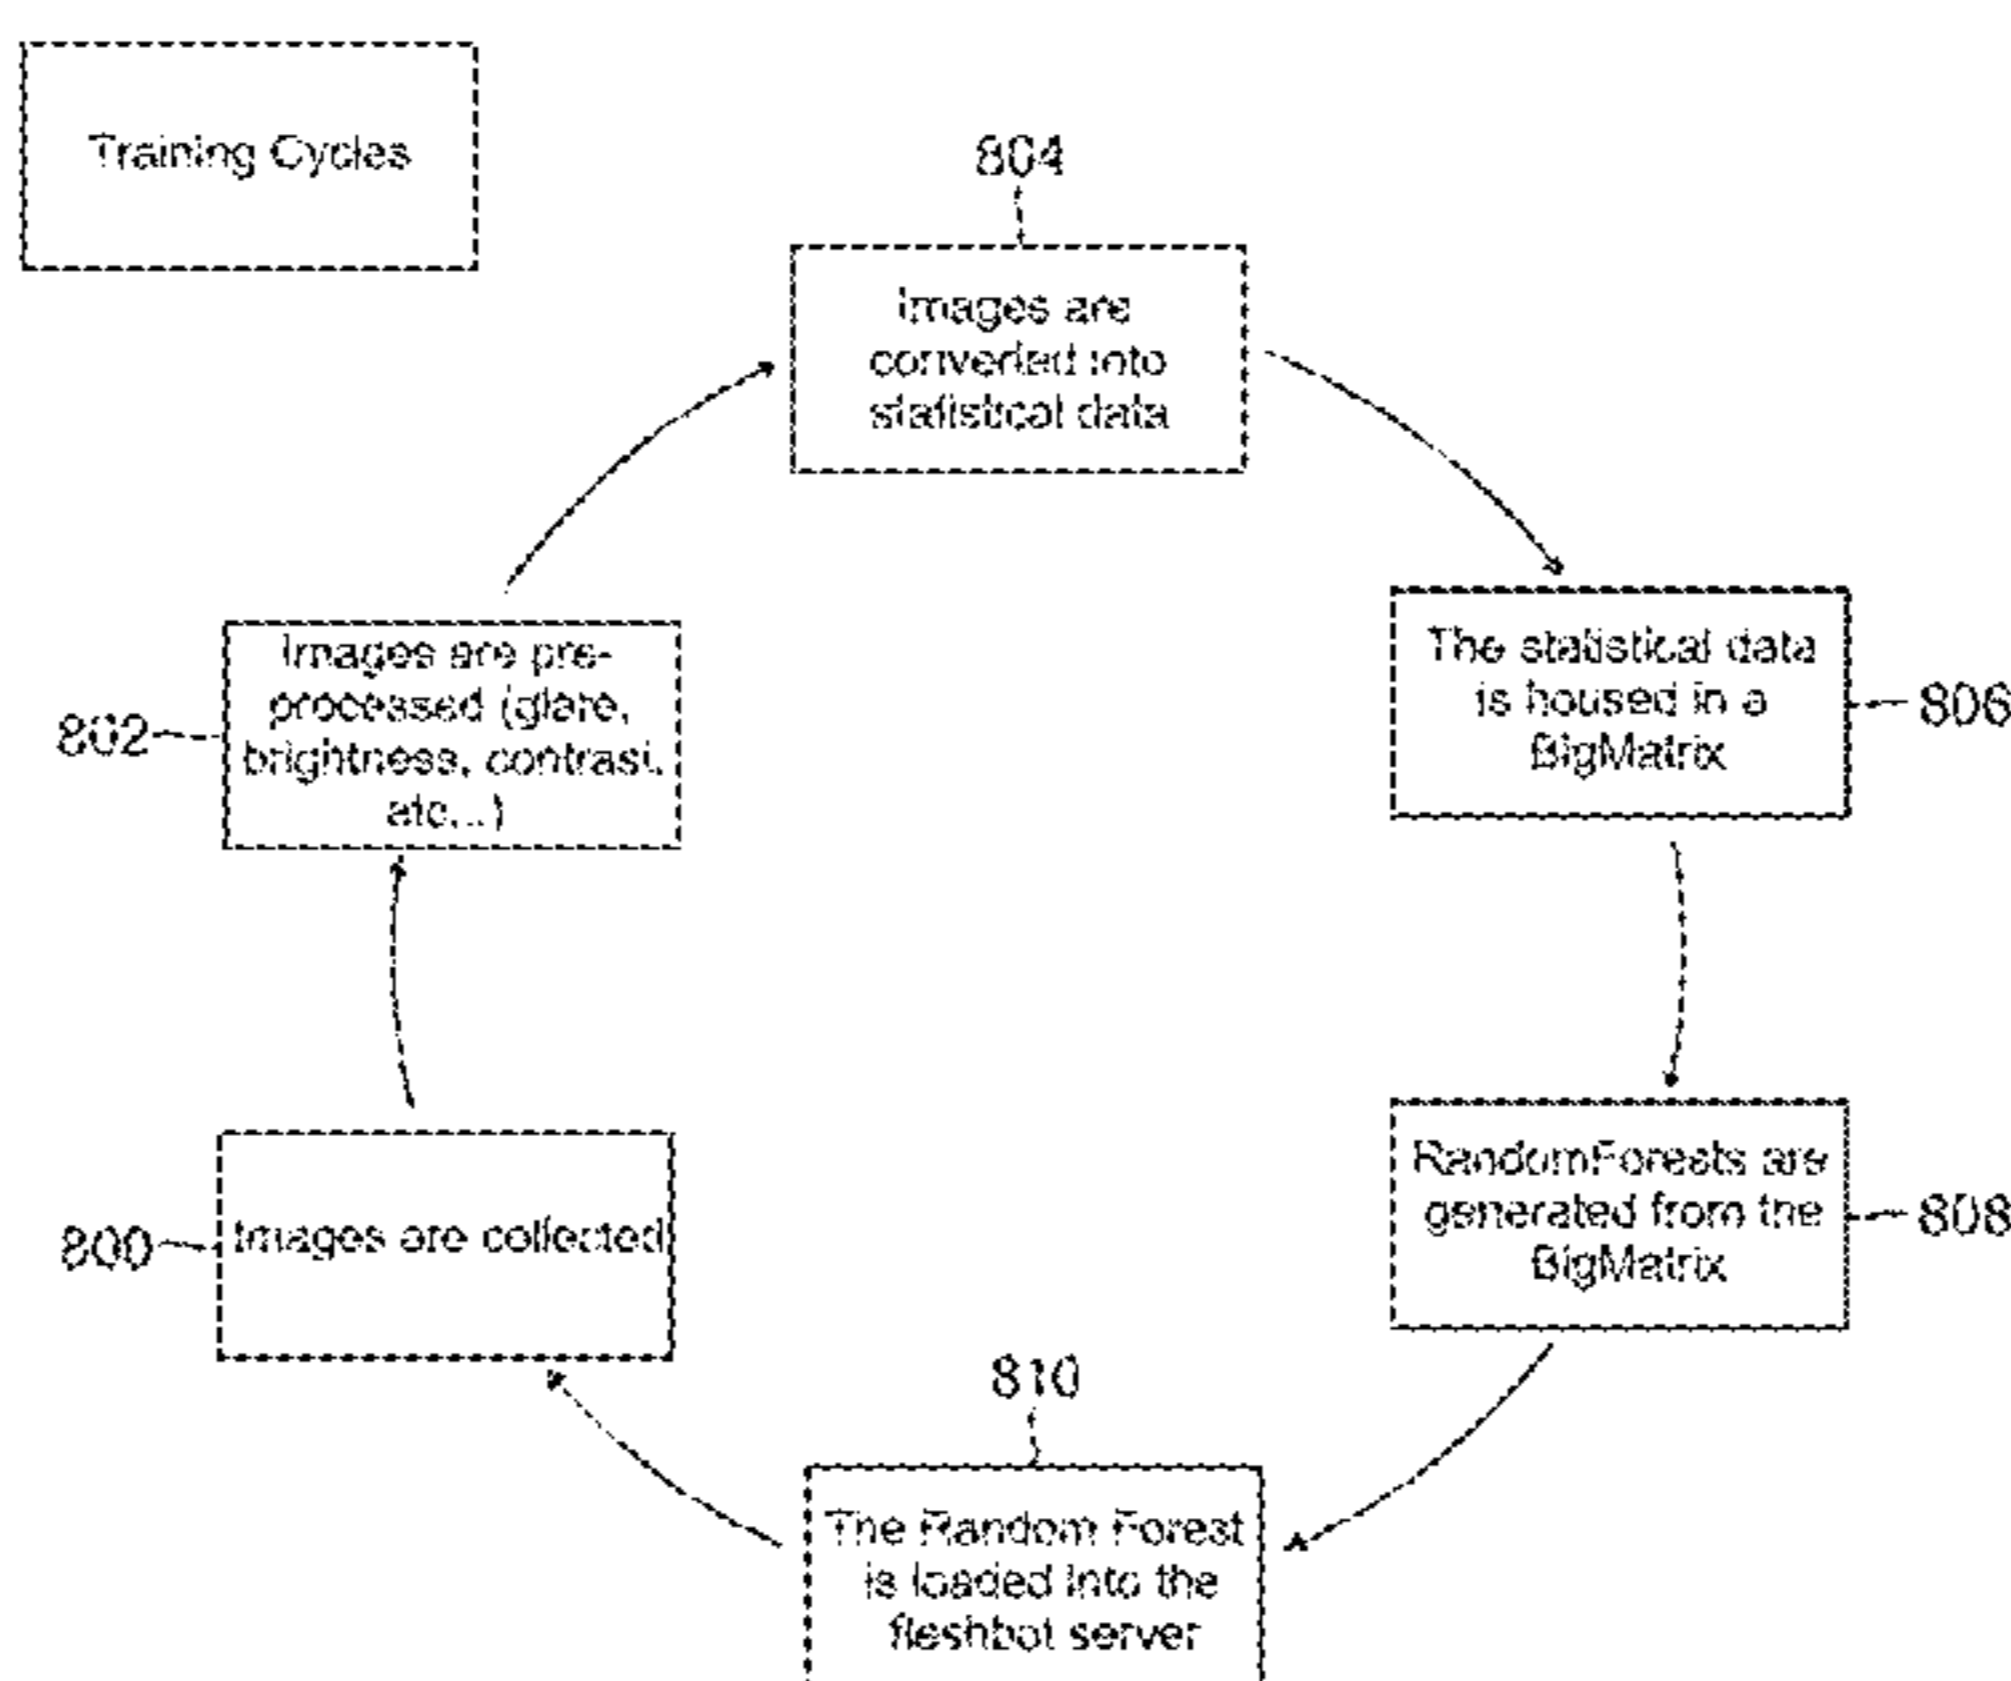 Training Cycles
804
Images are
converted into
statistical data
Images are pre-
processed (glare,
brightness, contrast,
etc...)
802
The statistical data
is housed in a
BigMatrix
806
Images are collected
800
RandomForests are
generated from the
BigMatrix
808
810
The Random Forest
is loaded into the
fleshbot server